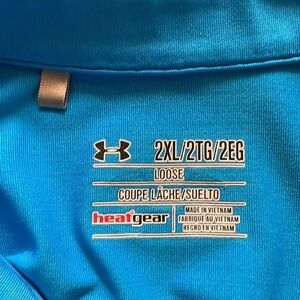 2XL/2TG/2EG
LOOSE
COUPE LÂCHE/SUELTO
heatgear
MADE IN VIETNAM
FABRIQUÉ AU VIETNAM
HECHO EN VIETNAM